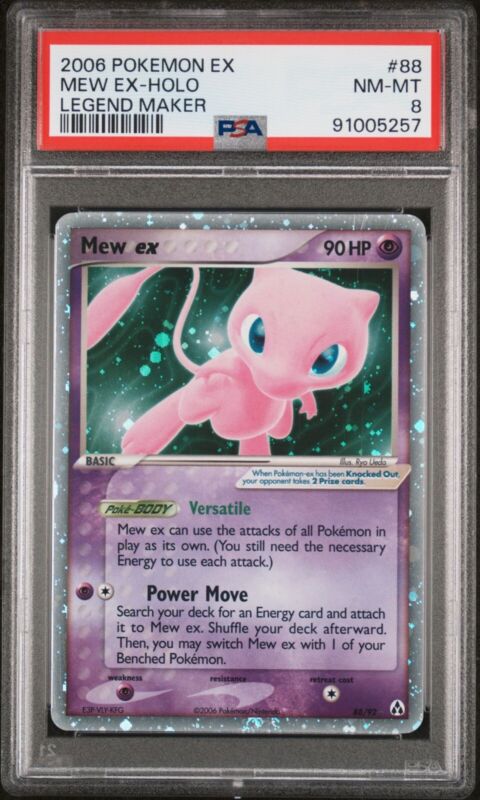 2006 POKEMON EX #88
MEW EX-HOLO NM-MT
LEGEND MAKER 8
PSA 91005257
Mew ex 90 HP
BASIC
Illus. Ryo Ueda
When Pokémon-ex has been Knocked Out,
your opponent takes 2 Prize cards.
Poké-BODY Versatile
Mew ex can use the attacks of all Pokémon in
play as its own. (You still need the necessary
Energy to use each attack.)
Power Move
Search your deck for an Energy card and attach
it to Mew ex. Shuffle your deck afterward.
Then, you may switch Mew ex with 1 of your
Benched Pokémon.
weakness resistance retreat cost
E3P-VLY-KFG ©2006 Pokémon/Nintendo 88/92